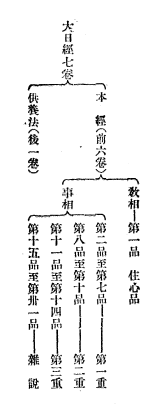 大日經七卷
本　經(前六卷)
教相——第一品　住心品
事相
第二品至第七品——第一重
第八品至第十品——第二重
第十一品至第十四品——第三重
第十五品至第卅一品——雜　說
供養法(後一卷)